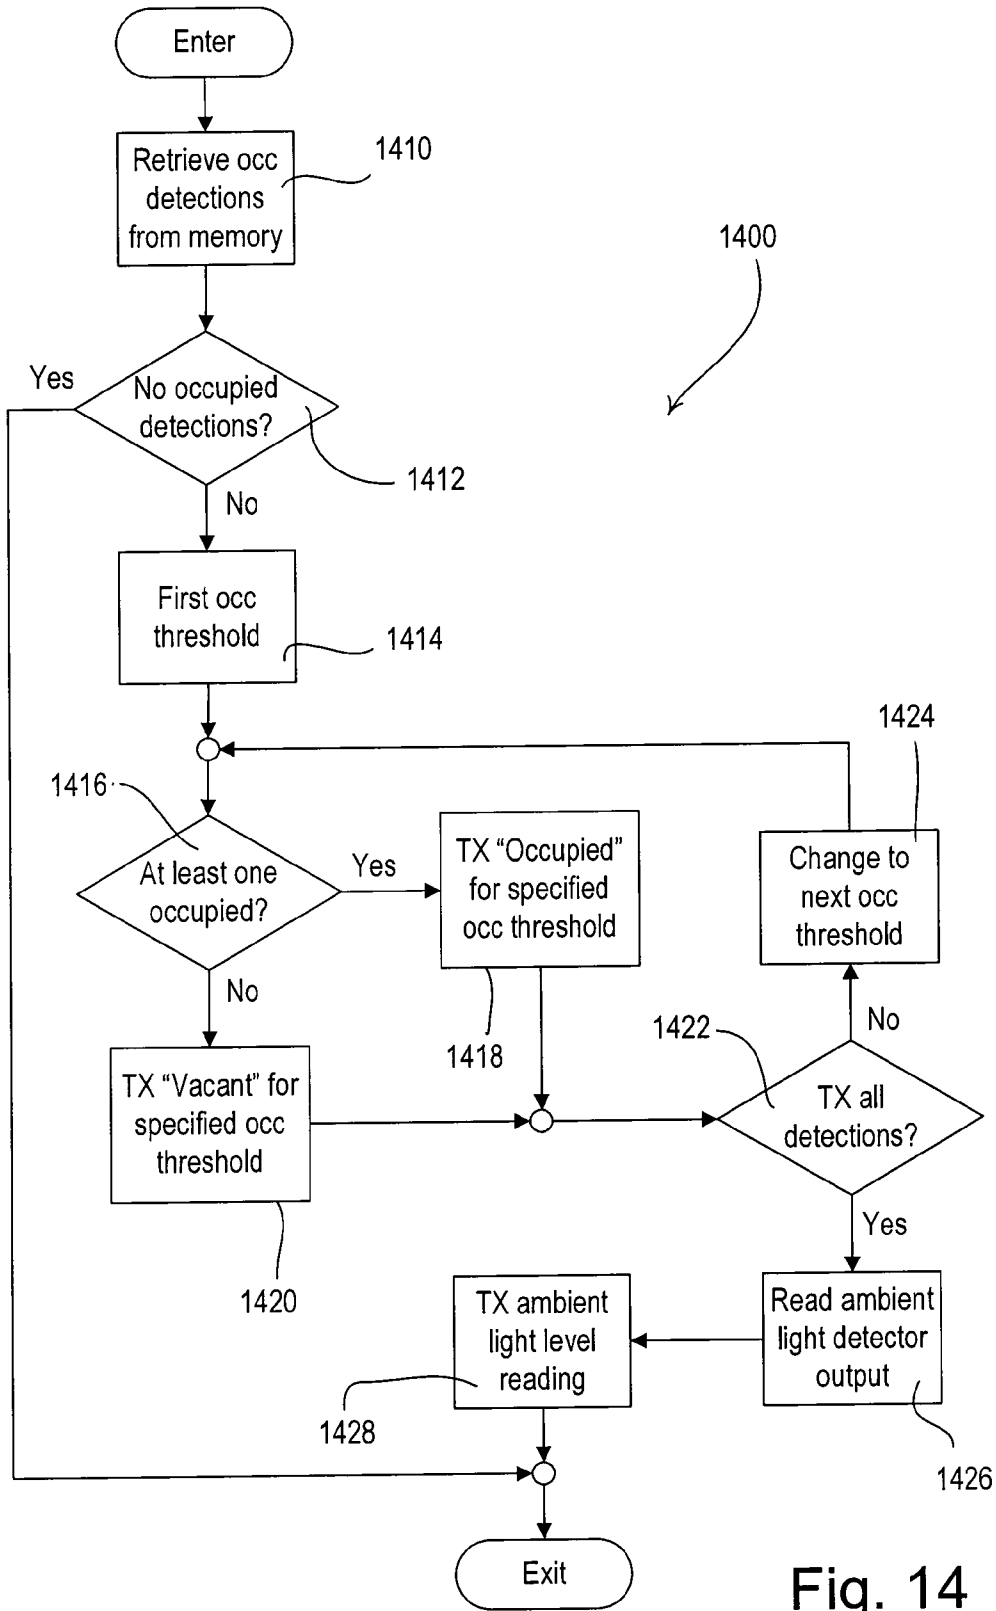 Enter
Retrieve occ
detections
from memory
1410
1400
Yes
No occupied
detections?
1412
No
First occ
threshold
1414
1424
1416
At least one
occupied?
Yes
TX “Occupied”
for specified
occ threshold
Change to
next occ
threshold
No
1418
1422
No
TX “Vacant” for
specified occ
threshold
TX all
detections?
Yes
1420
TX ambient
light level
reading
Read ambient
light detector
output
1428
1426
Exit
Fig. 14